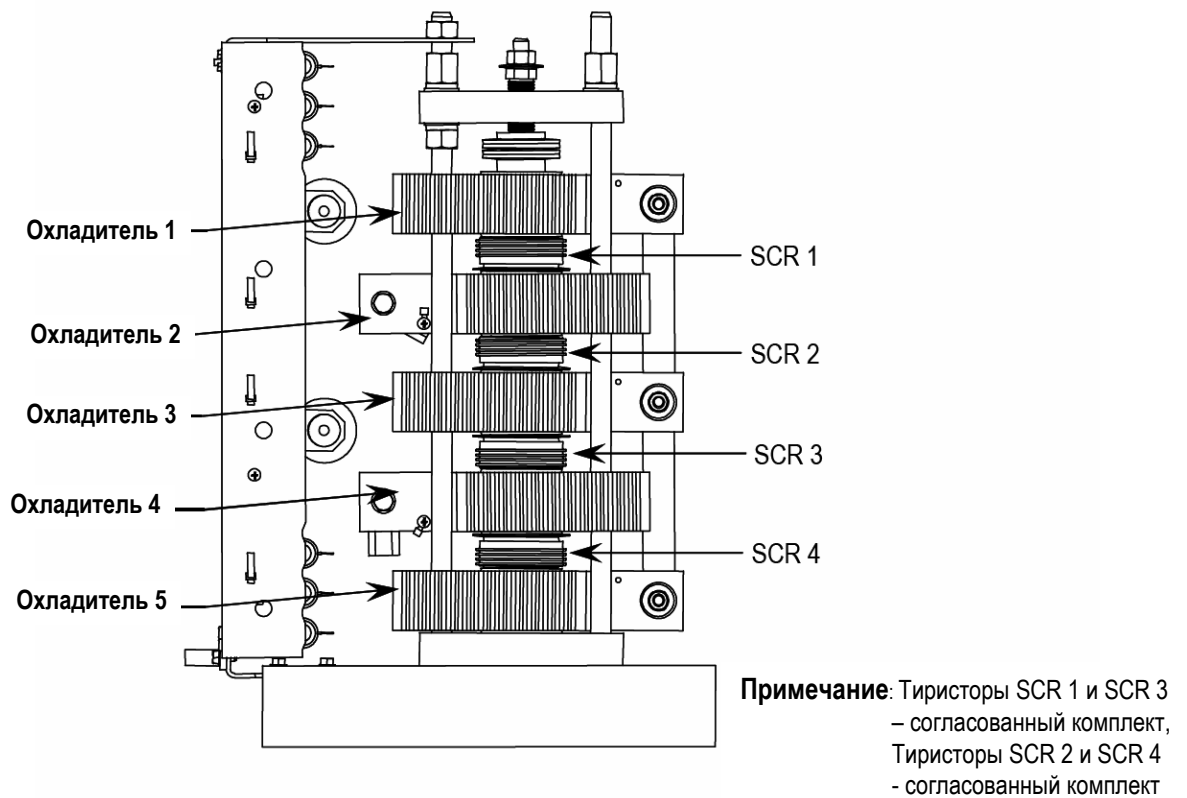 Охладитель 1
SCR 1
Охладитель 2
SCR 2
Охладитель 3
SCR 3
Охладитель 4
SCR 4
Охладитель 5
Примечание: Тиристоры SCR 1 и SCR 3
– согласованный комплект,
Тиристоры SCR 2 и SCR 4
- согласованный комплект